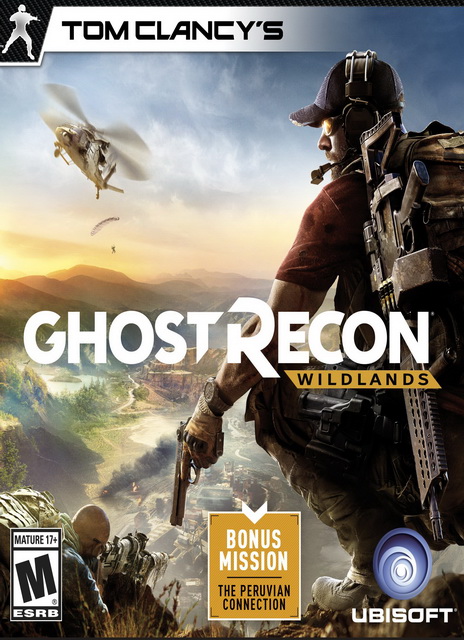 TOM CLANCY'S
GHOST RECON
WILDLANDS
BONUS
MISSION
THE PERUVIAN
CONNECTION
MATURE 17+
M
ESRB
UBISOFT